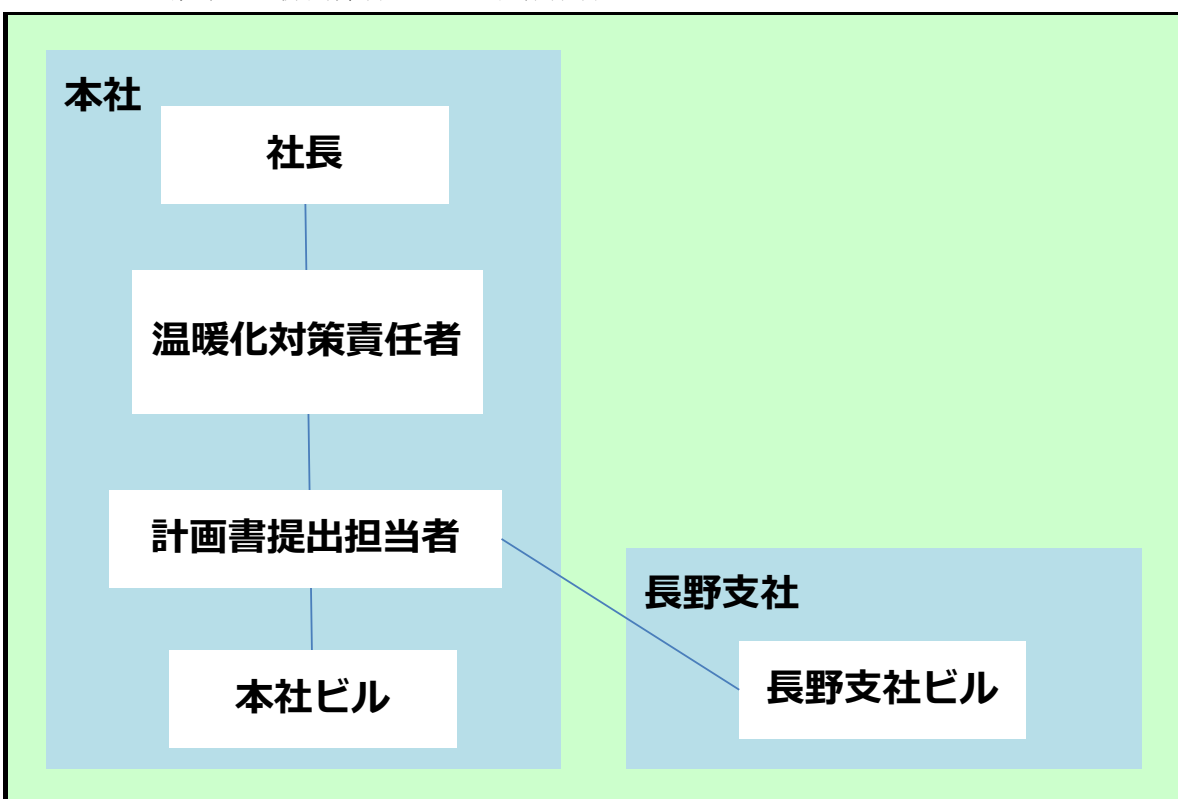 本社
社長
温暖化対策責任者
計画書提出担当者
長野支社
本社ビル
長野支社ビル